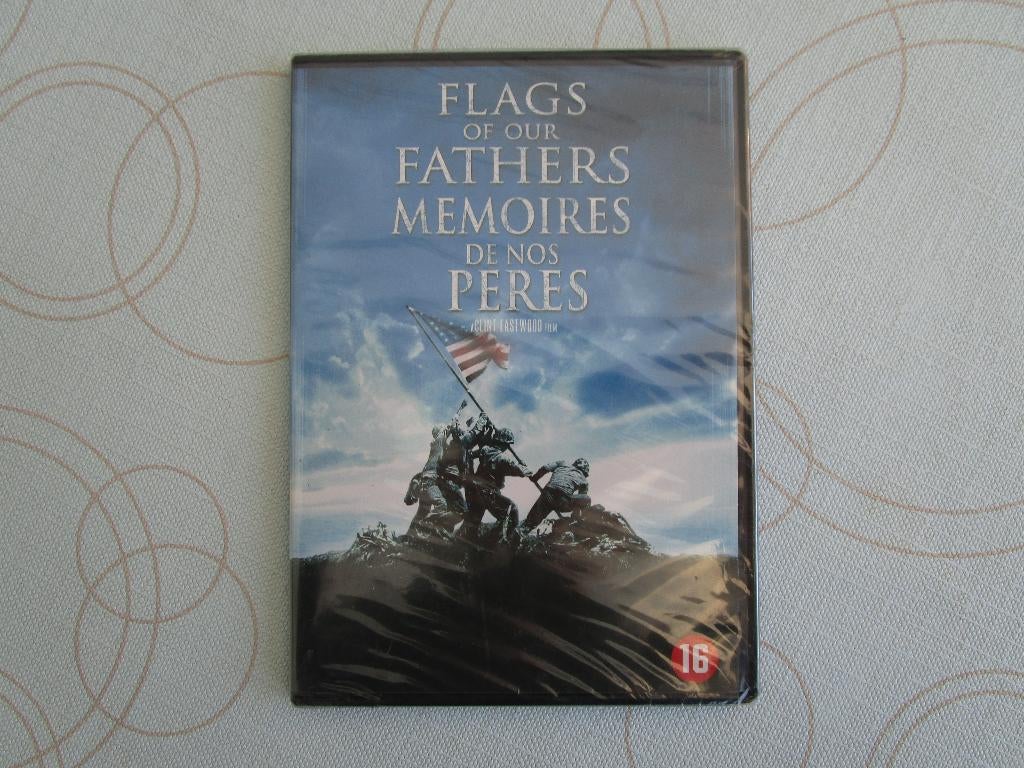 FLAGS
OF OUR
FATHERS
MEMOIRES
DE NOS
PERES
A CLINT EASTWOOD FILM
16